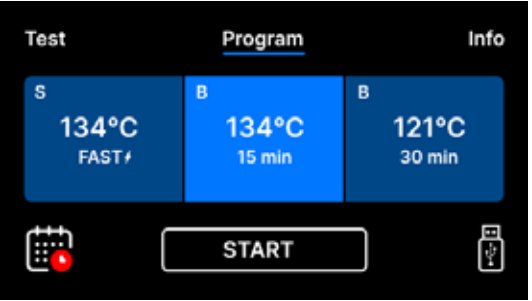 Test Program Info
S B B
134°C 134°C 121°C
FAST⚡ 15 min 30 min
START